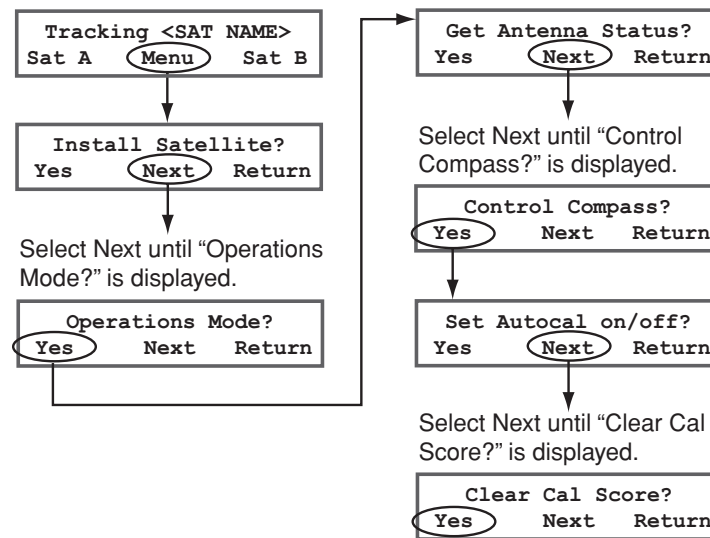 Tracking <SAT NAME>
Sat A Menu Sat B
Install Satellite?
Yes Next Return
Select Next until “Operations
Mode?” is displayed.
Operations Mode?
Yes Next Return
Get Antenna Status?
Yes Next Return
Select Next until “Control
Compass?” is displayed.
Control Compass?
Yes Next Return
Set Autocal on/off?
Yes Next Return
Select Next until “Clear Cal
Score?” is displayed.
Clear Cal Score?
Yes Next Return